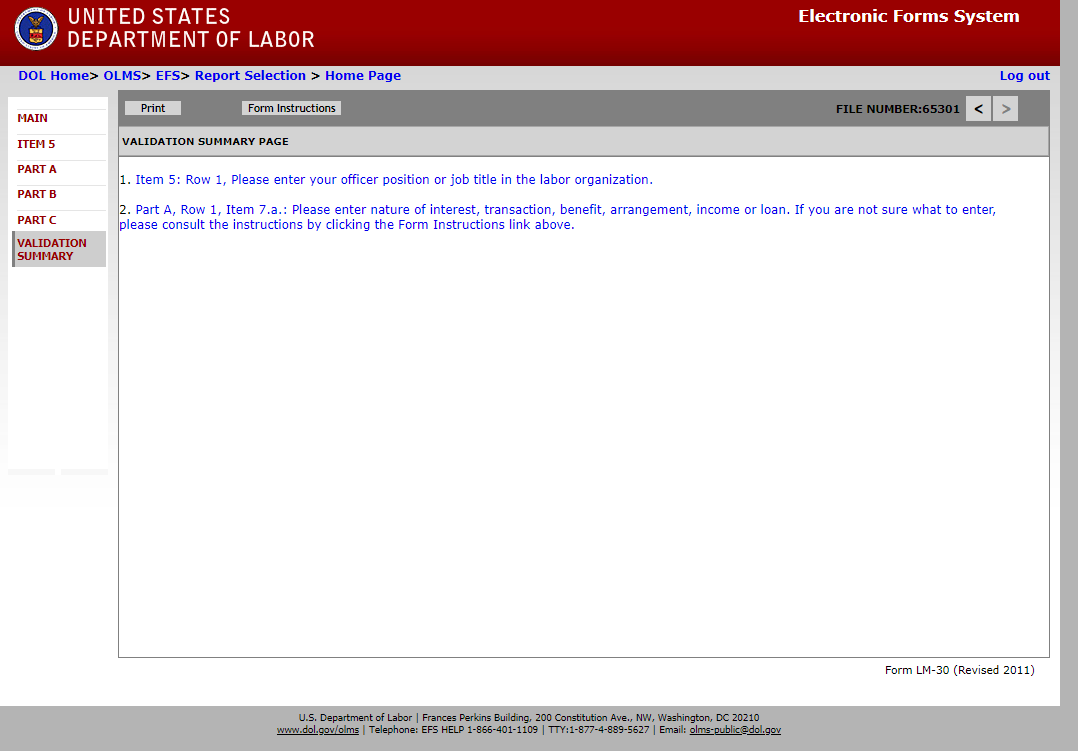 UNITED STATES
DEPARTMENT OF LABOR
Electronic Forms System
DOL Home> OLMS> EFS> Report Selection > Home Page
Log out
MAIN
ITEM 5
PART A
PART B
PART C
VALIDATION
SUMMARY
Print
Form Instructions
FILE NUMBER:65301
<
>
VALIDATION SUMMARY PAGE
1. Item 5: Row 1, Please enter your officer position or job title in the labor organization.
2. Part A, Row 1, Item 7.a.: Please enter nature of interest, transaction, benefit, arrangement, income or loan. If you are not sure what to enter,
please consult the instructions by clicking the Form Instructions link above.
Form LM-30 (Revised 2011)
U.S. Department of Labor | Frances Perkins Building, 200 Constitution Ave., NW, Washington, DC 20210
www.dol.gov/olms | Telephone: EFS HELP 1-866-401-1109 | TTY:1-877-4-889-5627 | Email: olms-public@dol.gov